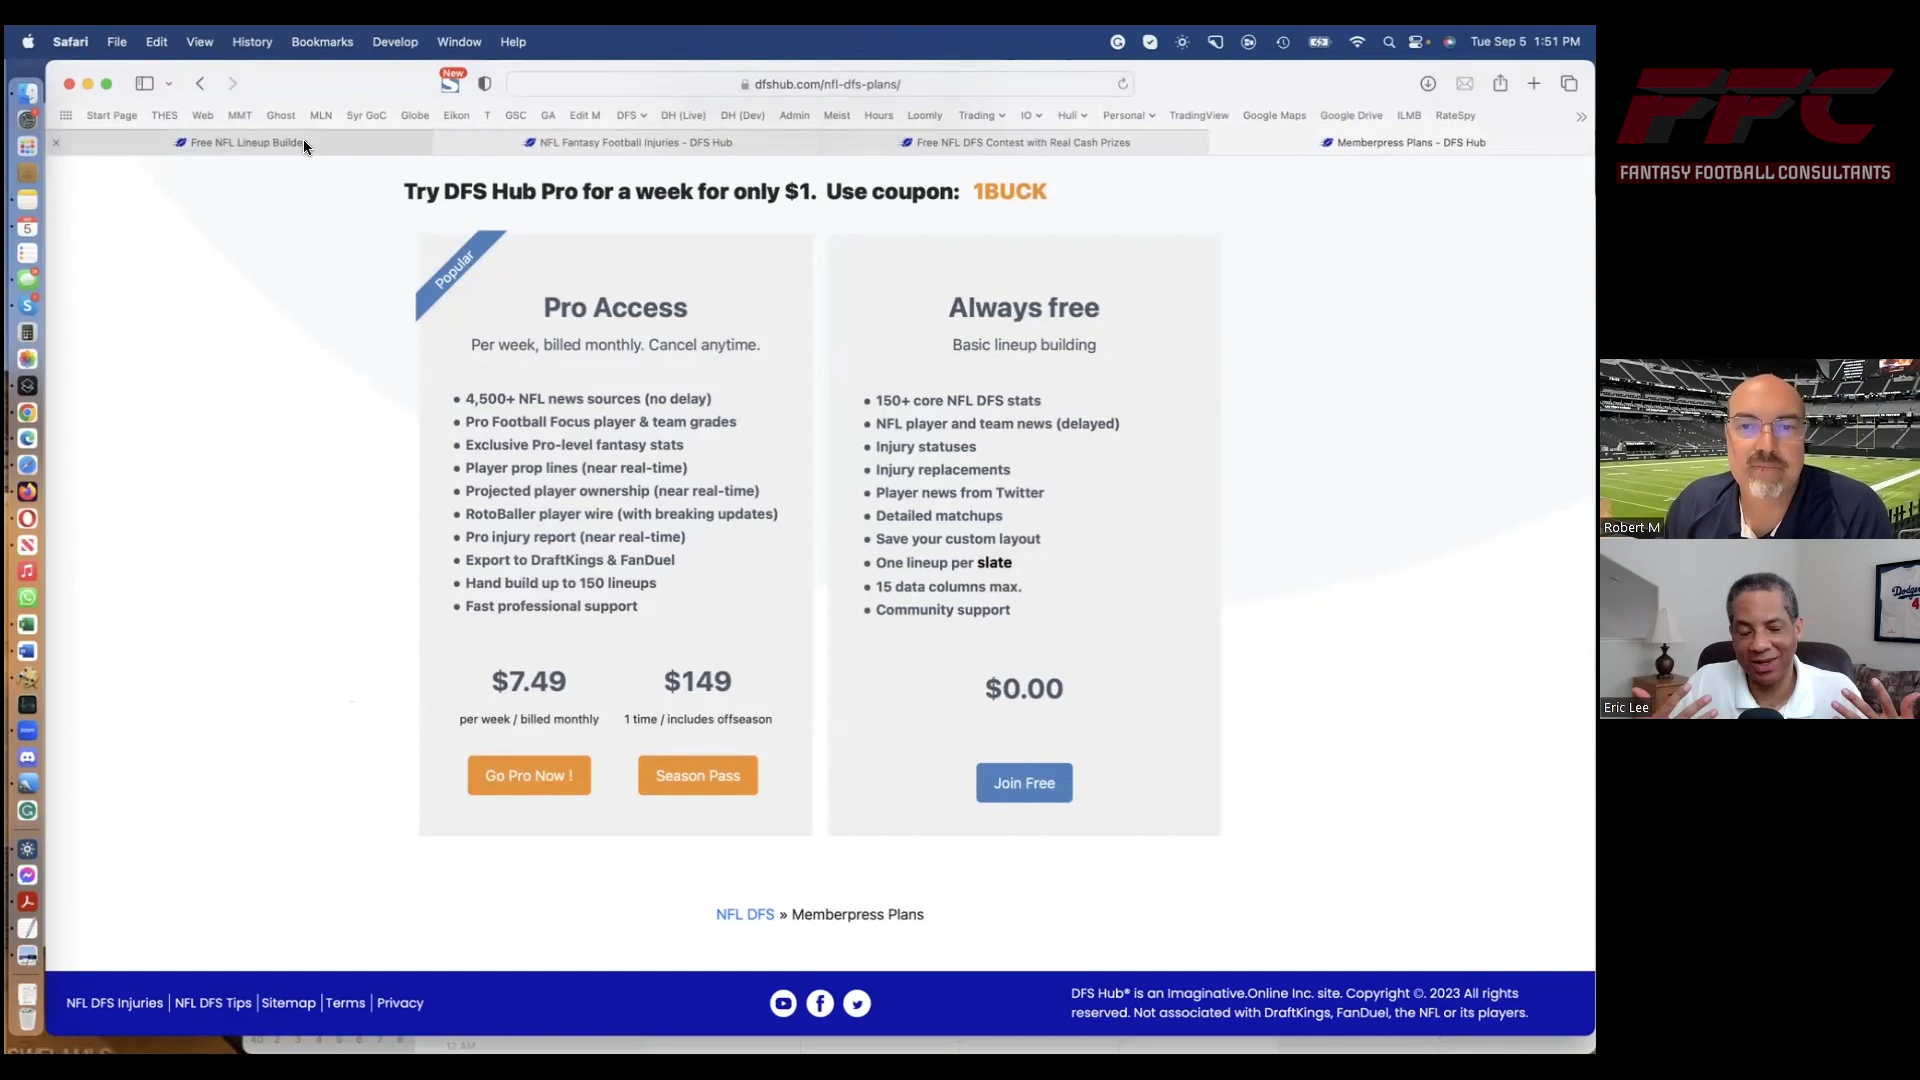 Safari File Edit View History Bookmarks Develop Window Help Tue Sep 5 1:51 PM
New
dfshub.com/nfl-dfs-plans/
Start Page THES Web MMT Ghost MLN 5yr GoC Globe Eikon T GSC GA Edit M DFS DH (Live) DH (Dev) Admin Meist Hours Loomly Trading IO Hull Personal TradingView Google Maps Google Drive ILMB RateSpy
Free NFL Lineup Builde
NFL Fantasy Football Injuries - DFS Hub
Free NFL DFS Contest with Real Cash Prizes
Memberpress Plans - DFS Hub
Try DFS Hub Pro for a week for only $1. Use coupon: 1BUCK
Popular
Pro Access
Per week, billed monthly. Cancel anytime.
• 4,500+ NFL news sources (no delay)
• Pro Football Focus player & team grades
• Exclusive Pro-level fantasy stats
• Player prop lines (near real-time)
• Projected player ownership (near real-time)
• RotoBaller player wire (with breaking updates)
• Pro injury report (near real-time)
• Export to DraftKings & FanDuel
• Hand build up to 150 lineups
• Fast professional support
$7.49
per week / billed monthly
Go Pro Now !
$149
1 time / includes offseason
Season Pass
Always free
Basic lineup building
• 150+ core NFL DFS stats
• NFL player and team news (delayed)
• Injury statuses
• Injury replacements
• Player news from Twitter
• Detailed matchups
• Save your custom layout
• One lineup per slate
• 15 data columns max.
• Community support
$0.00
Join Free
NFL DFS » Memberpress Plans
NFL DFS Injuries | NFL DFS Tips | Sitemap | Terms | Privacy
DFS Hub® is an Imaginative.Online Inc. site. Copyright ©. 2023 All rights
reserved. Not associated with DraftKings, FanDuel, the NFL or its players.
12 AM
5
FFC
FANTASY FOOTBALL CONSULTANTS
Robert M
Dodgers
4
Eric Lee